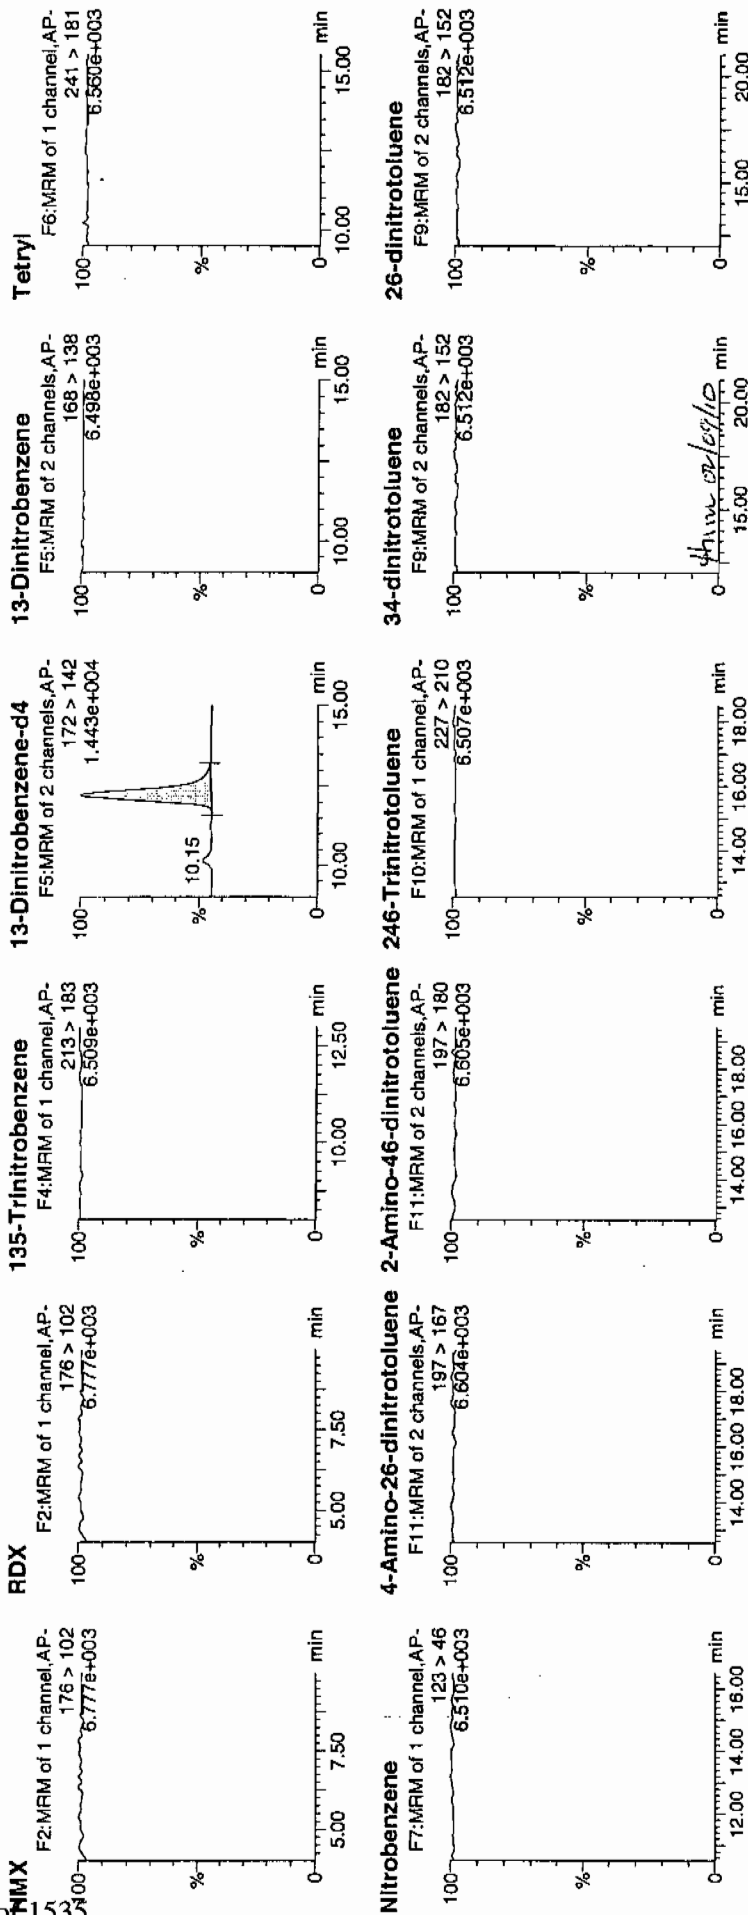 HMX
F2:MRM of 1 channel,AP-
176 > 102
6.777e+003
100
%
0
5.00
7.50
min
RDX
F2:MRM of 1 channel,AP-
176 > 102
6.777e+003
100
%
0
5.00
7.50
min
135-Trinitrobenzene
F4:MRM of 1 channel,AP-
213 > 183
6.509e+003
100
%
0
10.00
12.50
min
13-Dinitrobenzene-d4
F5:MRM of 2 channels,AP-
172 > 142
1.443e+004
100
%
10.15
0
10.00
15.00
min
13-Dinitrobenzene
F5:MRM of 2 channels,AP-
168 > 138
6.498e+003
100
%
0
10.00
15.00
min
Tetryl
F6:MRM of 1 channel,AP-
241 > 181
6.560e+003
100
%
0
10.00
15.00
min
Nitrobenzene
F7:MRM of 1 channel,AP-
123 > 46
6.510e+003
100
%
0
12.00
14.00
16.00
min
4-Amino-26-dinitrotoluene
F11:MRM of 2 channels,AP-
197 > 167
6.604e+003
100
%
0
14.00
16.00
18.00
min
2-Amino-46-dinitrotoluene
F11:MRM of 2 channels,AP-
197 > 180
6.605e+003
100
%
0
14.00
16.00
18.00
min
246-Trinitrotoluene
F10:MRM of 1 channel,AP-
227 > 210
6.507e+003
100
%
0
14.00
16.00
18.00
min
34-dinitrotoluene
F9:MRM of 2 channels,AP-
182 > 152
6.512e+003
100
%
0
15.00
20.00
min
26-dinitrotoluene
F9:MRM of 2 channels,AP-
182 > 152
6.512e+003
100
%
0
15.00
20.00
min
1535